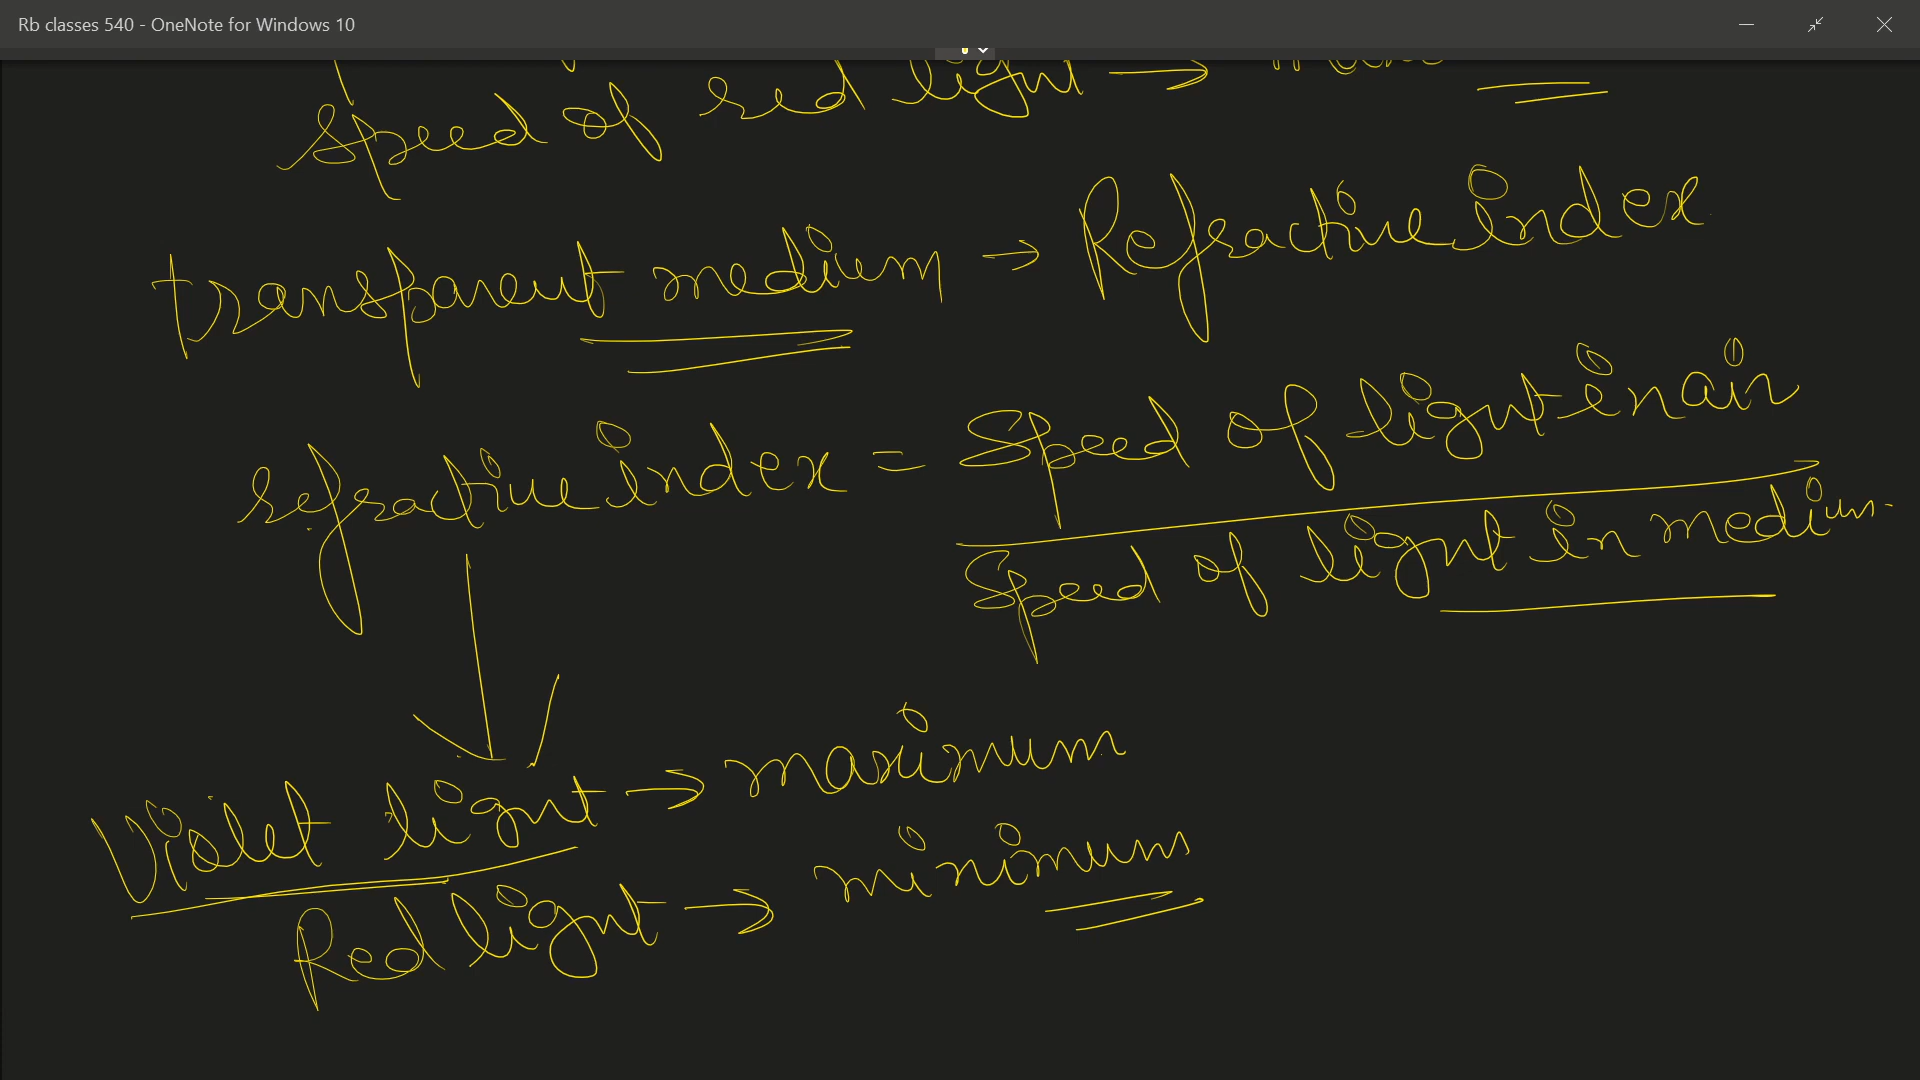 Rb classes 540 - OneNote for Windows 10
Speed of red light →
transparent medium → Refractive index
refractive index = Speed of light in air
Speed of light in medium
Violet light → maximum
Red light → minimum